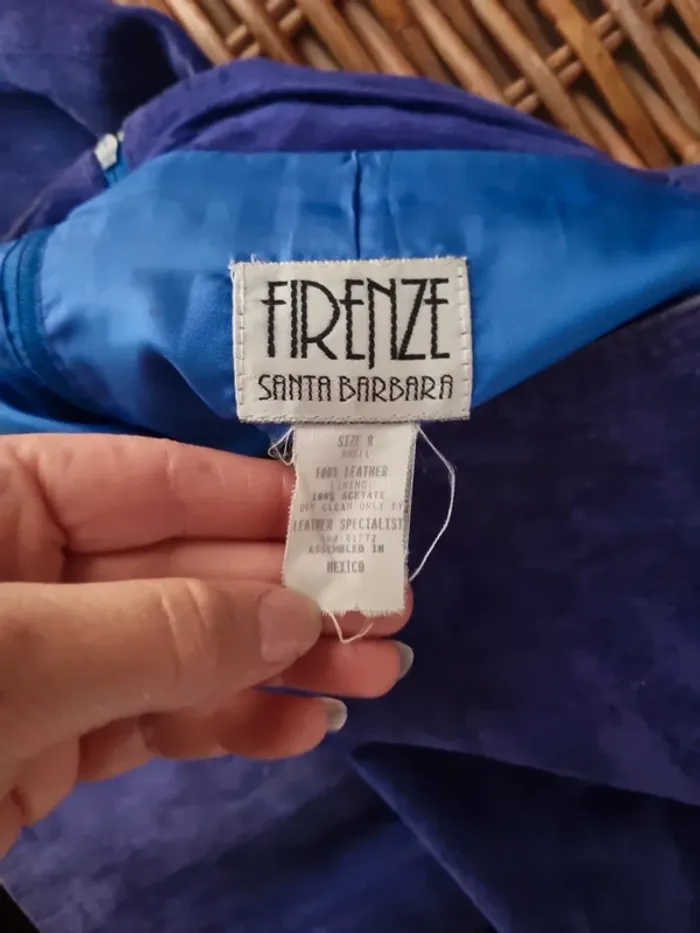 FIRENZE
SANTA BARBARA
SIZE 8
SHELL
100% LEATHER
LINING:
100% ACETATE
DRY CLEAN ONLY BY
LEATHER SPECIALIST
ASSEMBLED IN
MEXICO